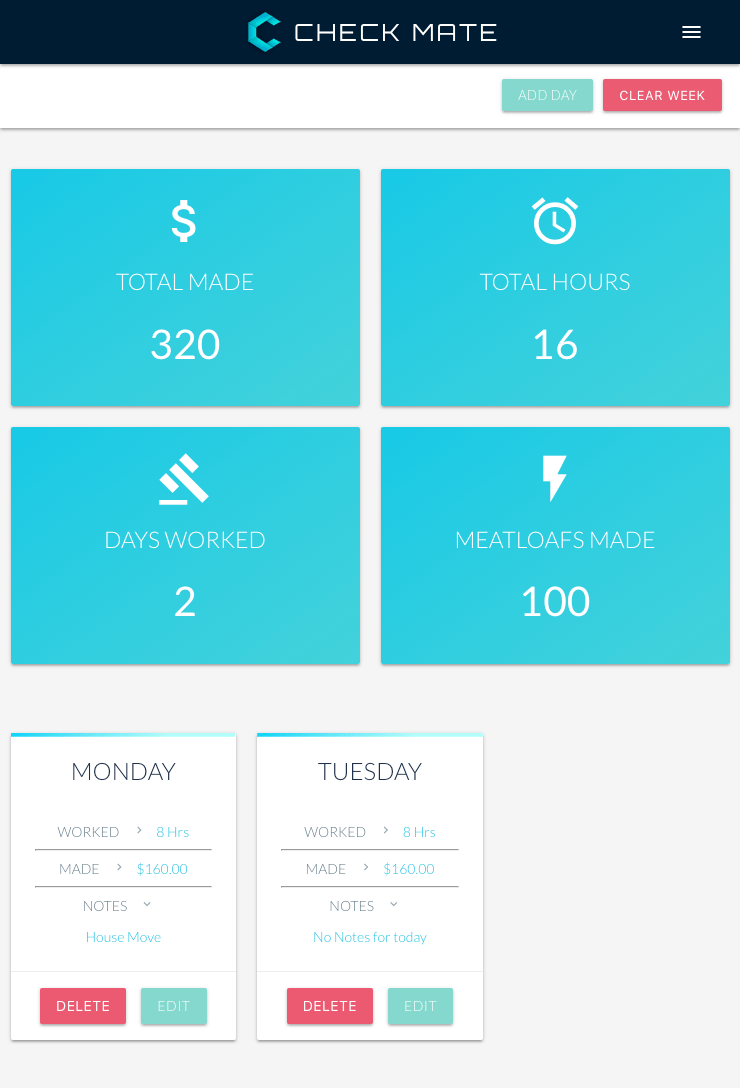 CHECK MATE
ADD DAY
CLEAR WEEK
TOTAL MADE
320
TOTAL HOURS
16
DAYS WORKED
2
MEATLOAFS MADE
100
MONDAY
WORKED > 8 Hrs
MADE > $160.00
NOTES
House Move
DELETE
EDIT
TUESDAY
WORKED > 8 Hrs
MADE > $160.00
NOTES
No Notes for today
DELETE
EDIT